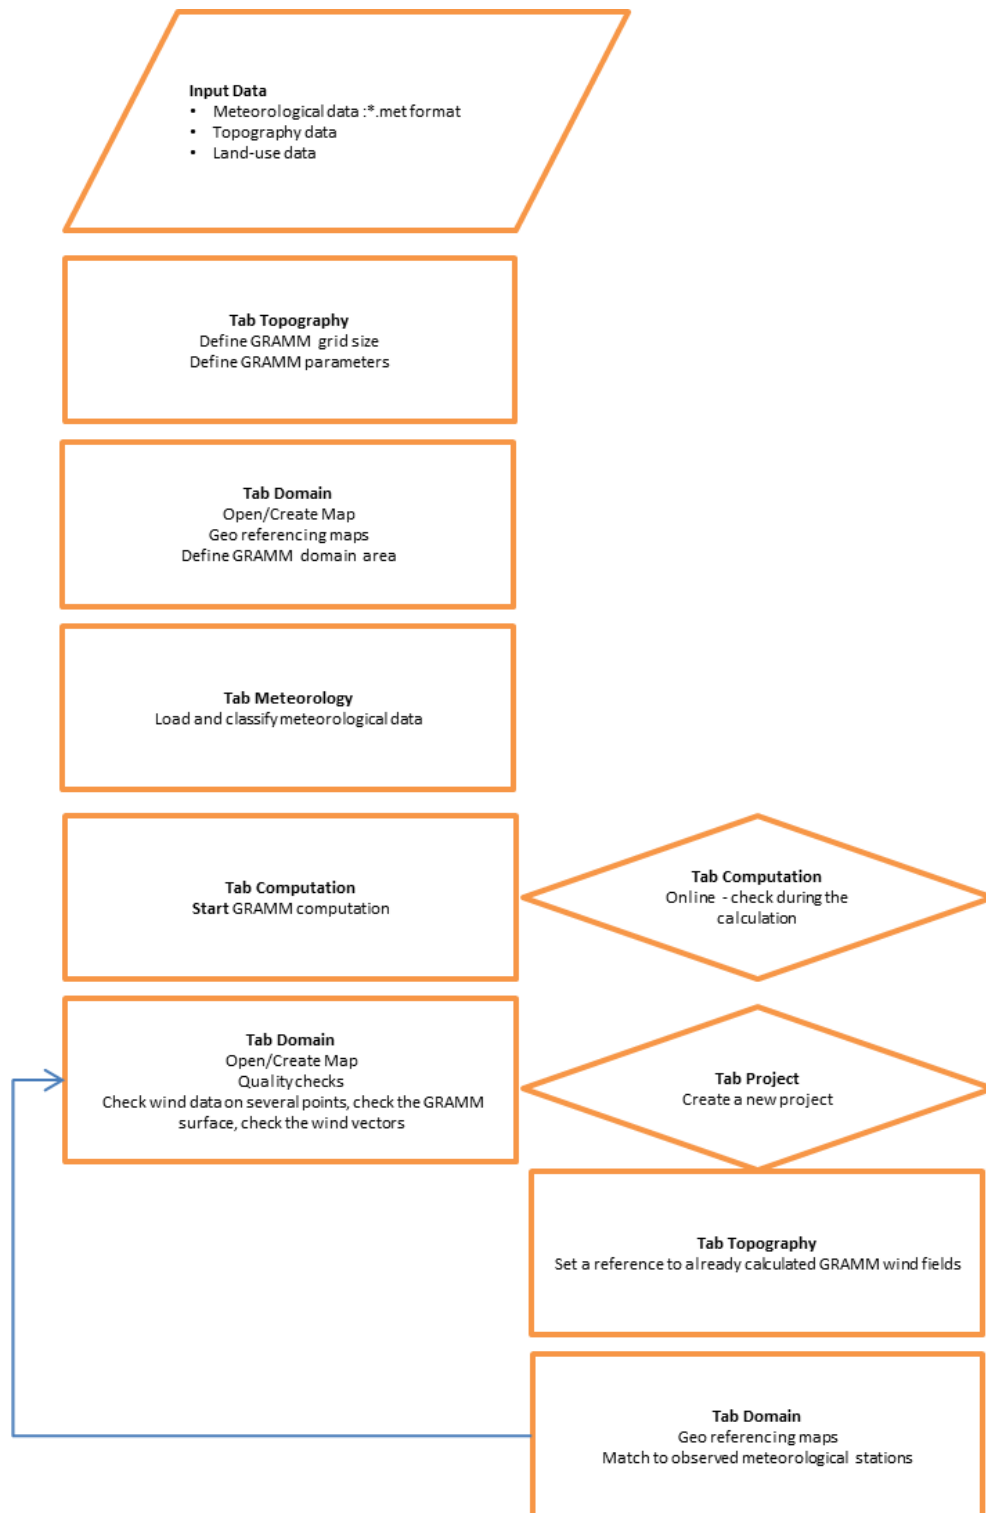 Input Data
• Meteorological data :*.met format
• Topography data
• Land-use data
Tab Topography
Define GRAMM grid size
Define GRAMM parameters
Tab Domain
Open/Create Map
Geo referencing maps
Define GRAMM domain area
Tab Meteorology
Load and classify meteorological data
Tab Computation
Start GRAMM computation
Tab Computation
Online - check during the
calculation
Tab Domain
Open/Create Map
Quality checks
Check wind data on several points, check the GRAMM
surface, check the wind vectors
Tab Project
Create a new project
Tab Topography
Set a reference to already calculated GRAMM wind fields
Tab Domain
Geo referencing maps
Match to observed meteorological stations